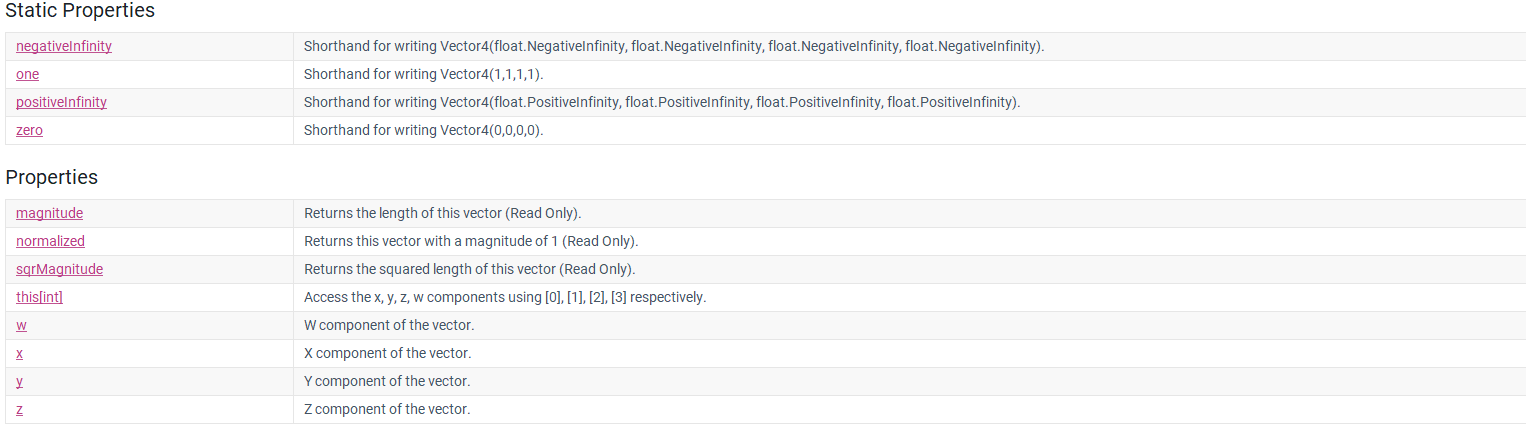 Static Properties
negativeInfinity Shorthand for writing Vector4(float.NegativeInfinity, float.NegativeInfinity, float.NegativeInfinity, float.NegativeInfinity).
one Shorthand for writing Vector4(1,1,1,1).
positiveInfinity Shorthand for writing Vector4(float.PositiveInfinity, float.PositiveInfinity, float.PositiveInfinity, float.PositiveInfinity).
zero Shorthand for writing Vector4(0,0,0,0).
Properties
magnitude Returns the length of this vector (Read Only).
normalized Returns this vector with a magnitude of 1 (Read Only).
sqrMagnitude Returns the squared length of this vector (Read Only).
this[int] Access the x, y, z, w components using [0], [1], [2], [3] respectively.
w W component of the vector.
x X component of the vector.
y Y component of the vector.
z Z component of the vector.